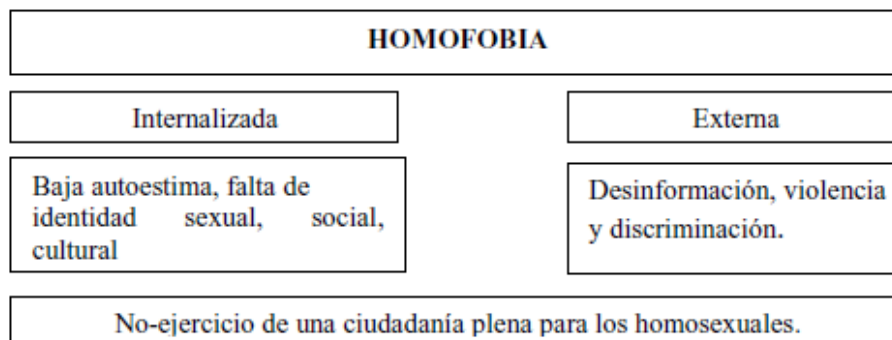 HOMOFOBIA
Internalizada
Externa
Baja autoestima, falta de
identidad sexual, social,
cultural
Desinformación, violencia
y discriminación.
No-ejercicio de una ciudadanía plena para los homosexuales.